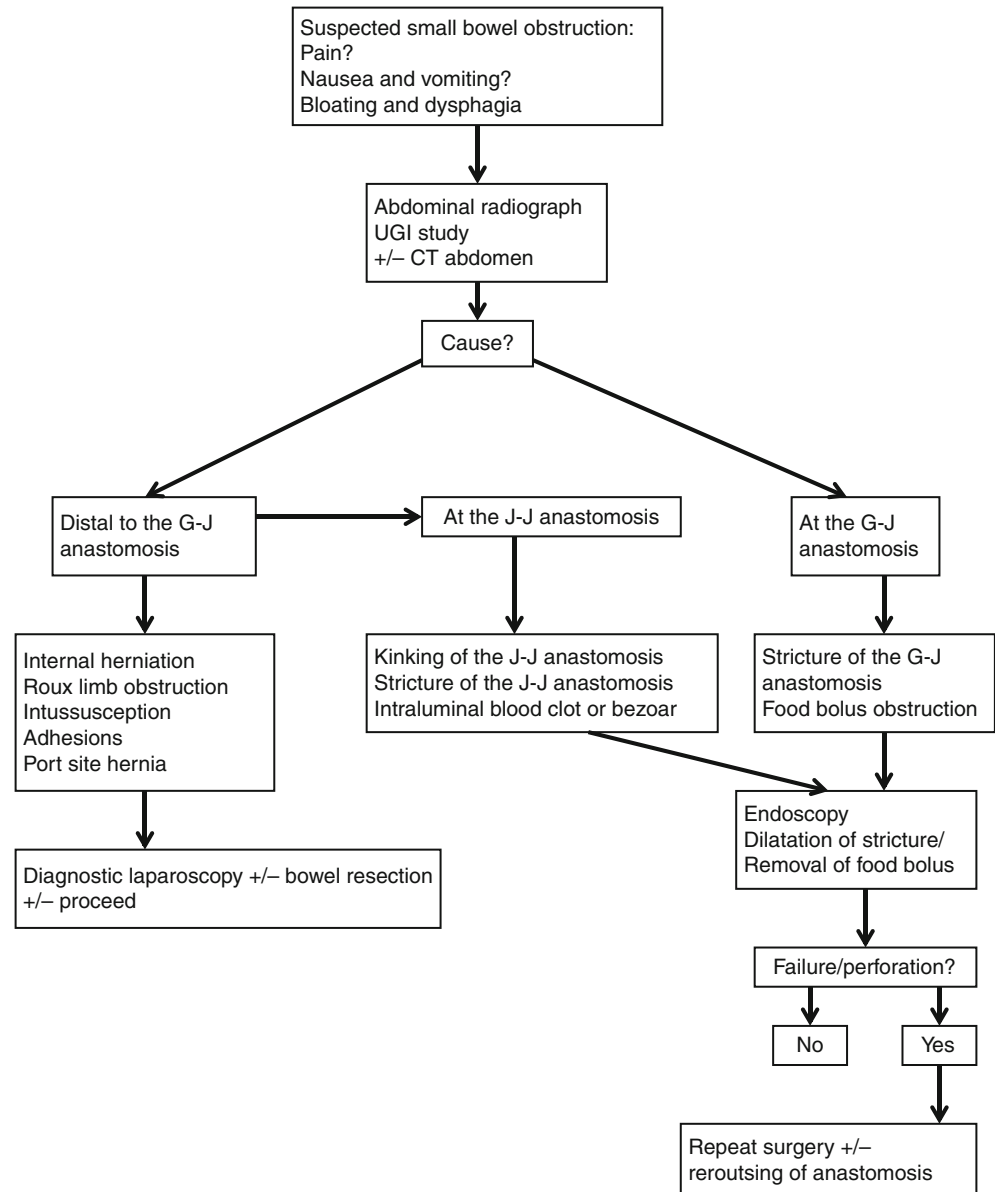 Suspected small bowel obstruction:
Pain?
Nausea and vomiting?
Bloating and dysphagia
Abdominal radiograph
UGI study
+/– CT abdomen
Cause?
Distal to the G-J
anastomosis
At the J-J anastomosis
At the G-J
anastomosis
Internal herniation
Roux limb obstruction
Intussusception
Adhesions
Port site hernia
Kinking of the J-J anastomosis
Stricture of the J-J anastomosis
Intraluminal blood clot or bezoar
Stricture of the G-J
anastomosis
Food bolus obstruction
Diagnostic laparoscopy +/– bowel resection
+/– proceed
Endoscopy
Dilatation of stricture/
Removal of food bolus
Failure/perforation?
No
Yes
Repeat surgery +/–
reroutsing of anastomosis